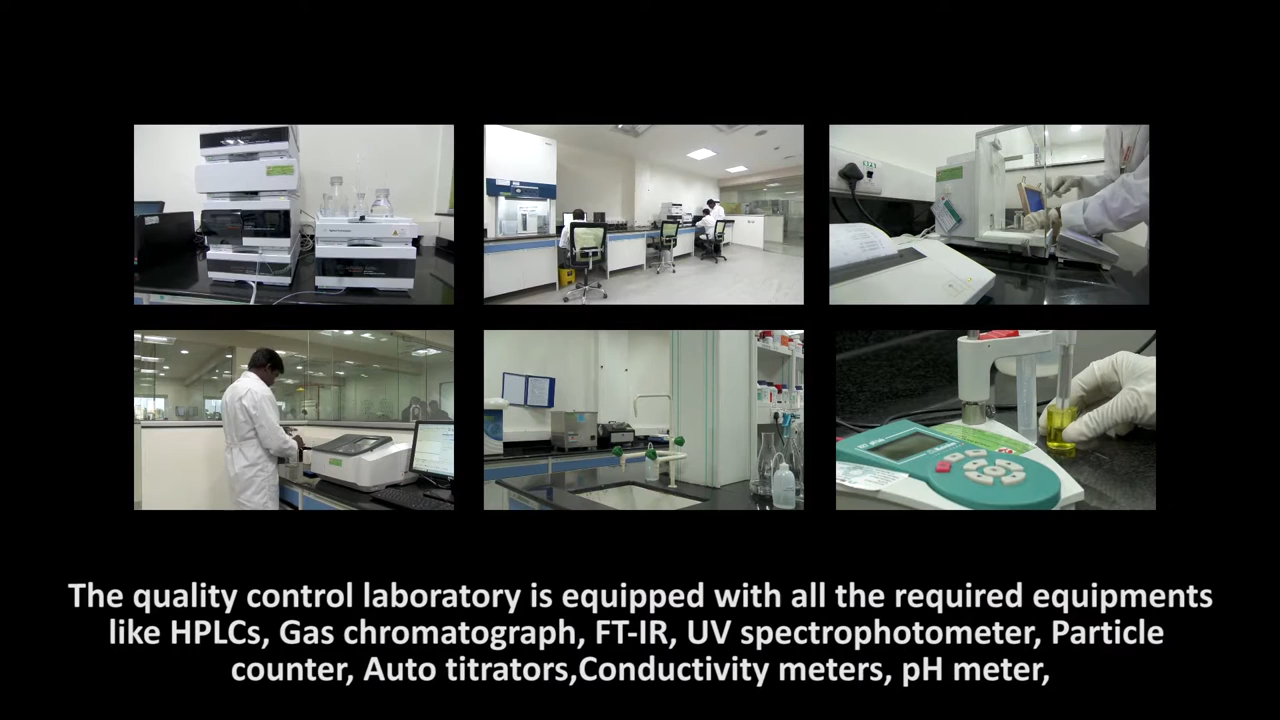 The quality control laboratory is equipped with all the required equipments
like HPLCs, Gas chromatograph, FT-IR, UV spectrophotometer, Particle
counter, Auto titrators,Conductivity meters, pH meter,